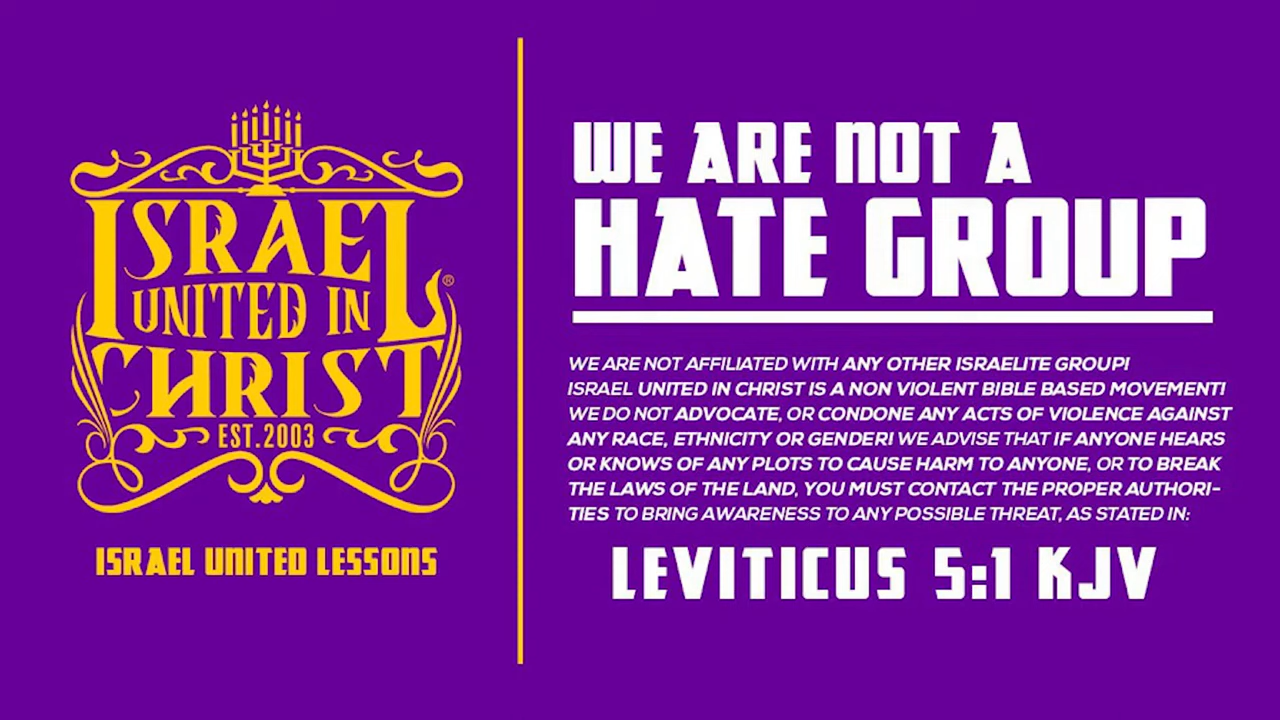 ISRAEL
UNITED IN
CHRIST®
EST. 2003
ISRAEL UNITED LESSONS
WE ARE NOT A
HATE GROUP
WE ARE NOT AFFILIATED WITH ANY OTHER ISRAELITE GROUP!
ISRAEL UNITED IN CHRIST IS A NON VIOLENT BIBLE BASED MOVEMENT!
WE DO NOT ADVOCATE, OR CONDONE ANY ACTS OF VIOLENCE AGAINST
ANY RACE, ETHNICITY OR GENDER! WE ADVISE THAT IF ANYONE HEARS
OR KNOWS OF ANY PLOTS TO CAUSE HARM TO ANYONE, OR TO BREAK
THE LAWS OF THE LAND, YOU MUST CONTACT THE PROPER AUTHORI-
TIES TO BRING AWARENESS TO ANY POSSIBLE THREAT, AS STATED IN:
LEVITICUS 5:1 KJV